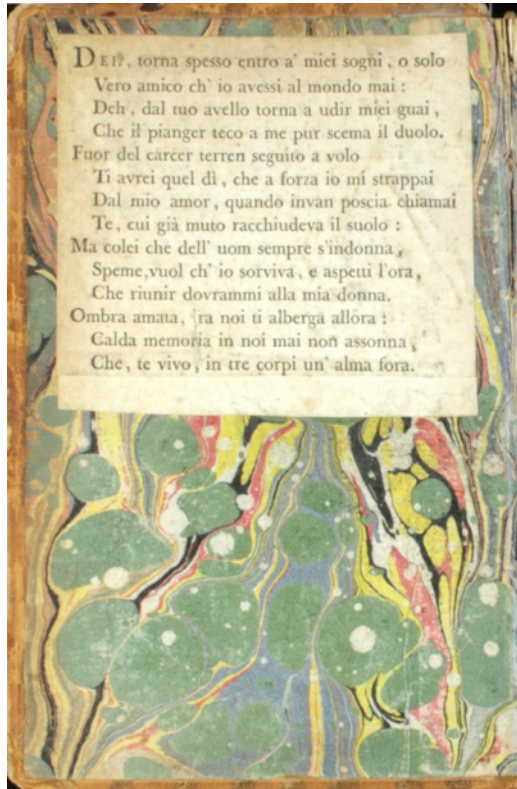 DEH, torna spesso entro a' miei sogni, o solo
Vero amico ch' io avessi al mondo mai:
Deh, dal tuo avello torna a udir miei guai,
Che il pianger teco a me pur scema il duolo.
Fuor del carcer terren seguito a volo
Ti avrei quel dì, che a forza io mi strappai
Dal mio amor, quando invan poscia chiamai
Te, cui già muto racchiudeva il suolo:
Ma colei che dell' uom sempre s'indonna,
Speme, vuol ch' io sorviva, e aspetti l'ora,
Che riunir dovrammi alla mia donna.
Ombra amata, ra noi ti alberga allora:
Calda memoria in noi mai non assonna,
Che, te vivo, in tre corpi un' alma fora.